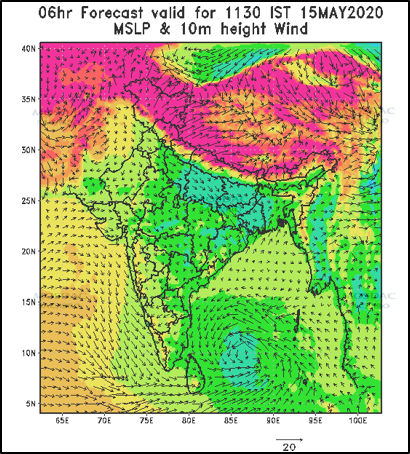 06hr Forecast valid for 1130 IST 15MAY2020
MSLP & 10m height Wind
40N
35N
30N
25N
20N
15N
10N
5N
65E 70E 75E 80E 85E 90E 95E 100E
20